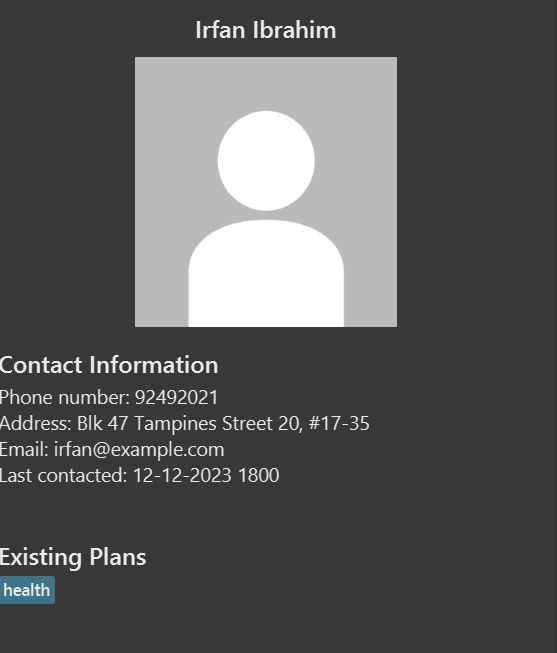 Irfan Ibrahim
Contact Information
Phone number: 92492021
Address: Blk 47 Tampines Street 20, #17-35
Email: irfan@example.com
Last contacted: 12-12-2023 1800
Existing Plans
health